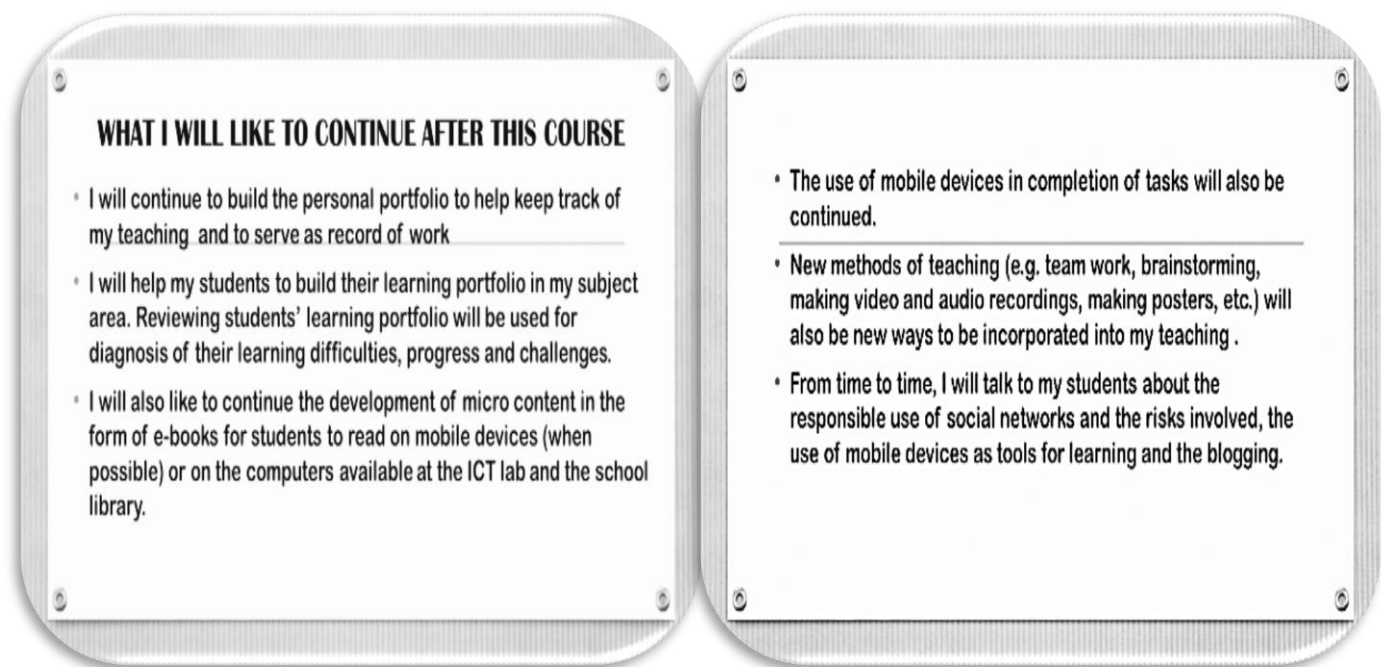 WHAT I WILL LIKE TO CONTINUE AFTER THIS COURSE
• I will continue to build the personal portfolio to help keep track of
my teaching and to serve as record of work
• I will help my students to build their learning portfolio in my subject
area. Reviewing students' learning portfolio will be used for
diagnosis of their learning difficulties, progress and challenges.
• I will also like to continue the development of micro content in the
form of e-books for students to read on mobile devices (when
possible) or on the computers available at the ICT lab and the school
library.
• The use of mobile devices in completion of tasks will also be
continued.
• New methods of teaching (e.g. team work, brainstorming,
making video and audio recordings, making posters, etc.) will
also be new ways to be incorporated into my teaching .
• From time to time, I will talk to my students about the
responsible use of social networks and the risks involved, the
use of mobile devices as tools for learning and the blogging.